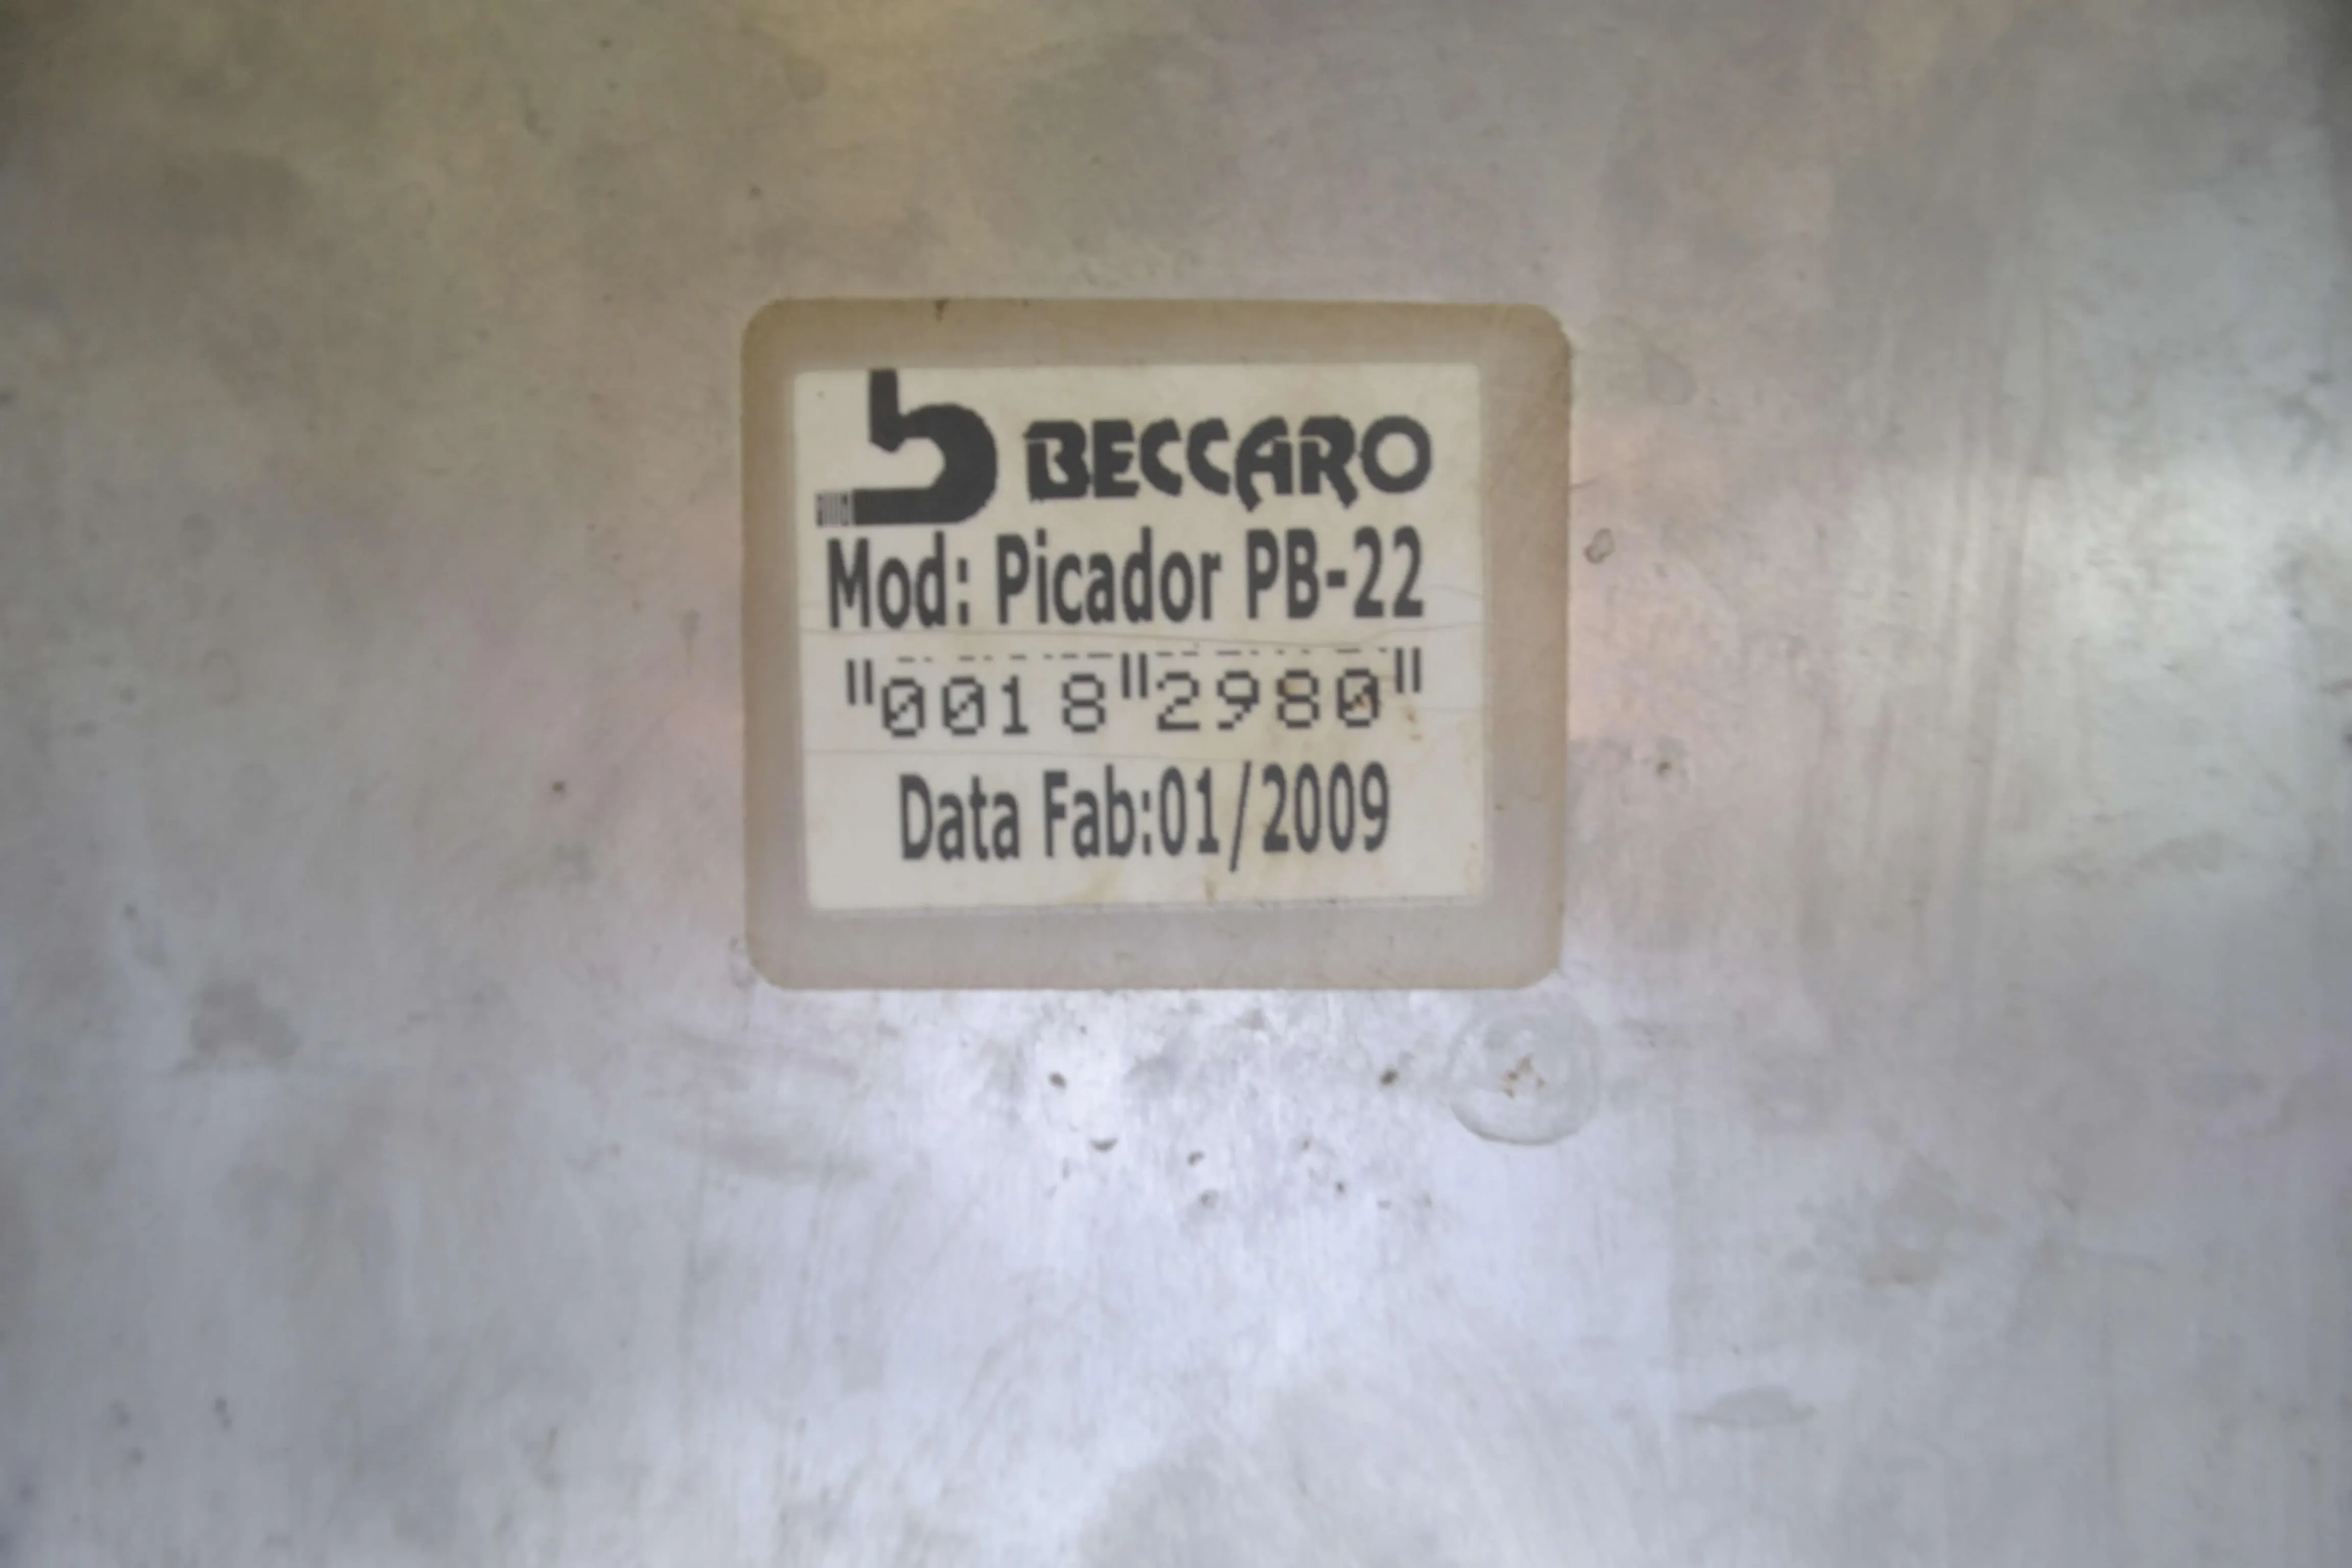 BECCARO
Mod: Picador PB-22
"0018"2980"
Data Fab:01/2009